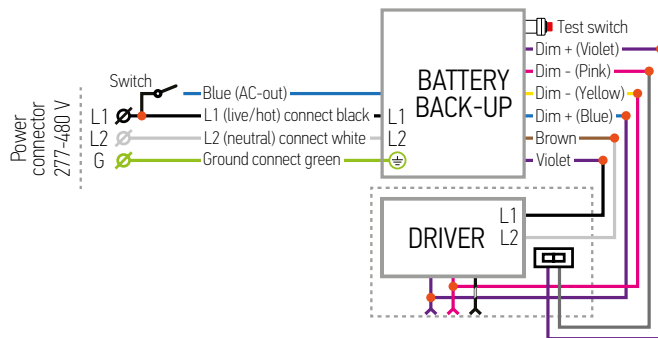 Test switch
Dim + (Violet)
Dim - (Pink)
Dim - (Yellow)
Dim + (Blue)
Brown
Violet
BATTERY
BACK-UP
L1
L2
Switch
Blue (AC-out)
L1 (live/hot) connect black
L2 (neutral) connect white
Ground connect green
L1
L2
G
Power
connector
277-480 V
DRIVER
L1
L2